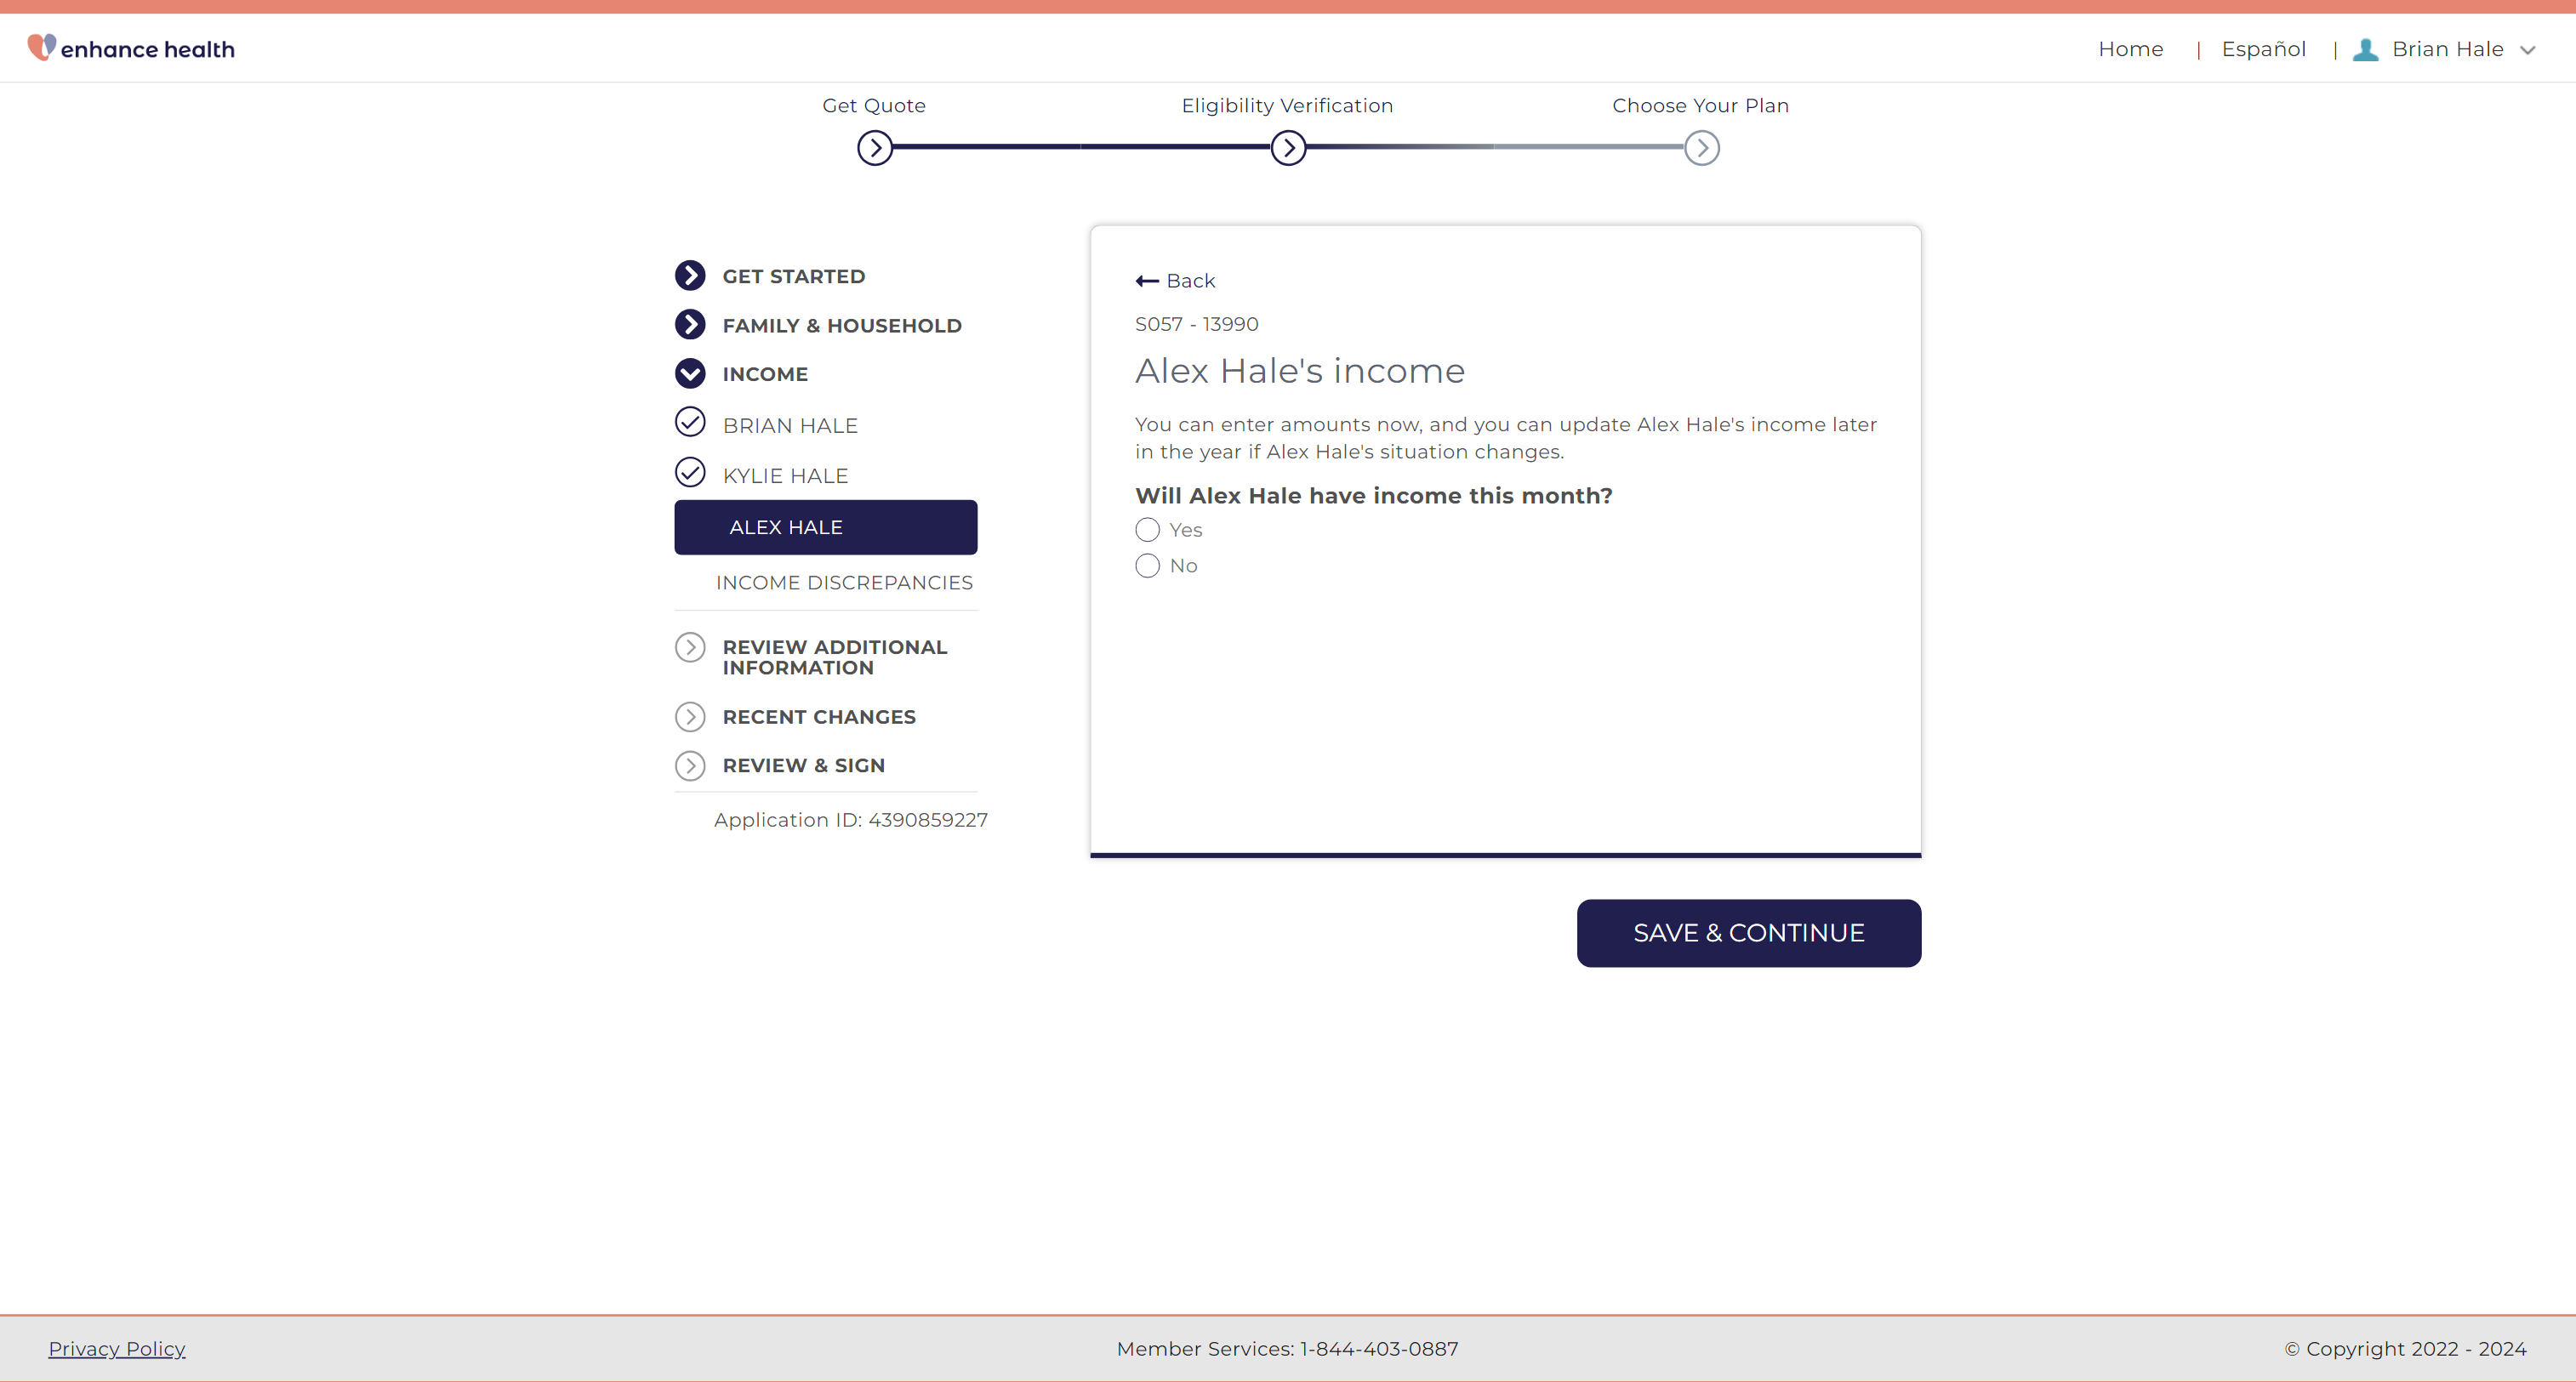 enhance health
Home | Español | Brian Hale
Get Quote
Eligibility Verification
Choose Your Plan
GET STARTED
FAMILY & HOUSEHOLD
INCOME
BRIAN HALE
KYLIE HALE
ALEX HALE
INCOME DISCREPANCIES
REVIEW ADDITIONAL
INFORMATION
RECENT CHANGES
REVIEW & SIGN
Application ID: 4390859227
Back
S057 - 13990
Alex Hale's income
You can enter amounts now, and you can update Alex Hale's income later
in the year if Alex Hale's situation changes.
Will Alex Hale have income this month?
Yes
No
SAVE & CONTINUE
Privacy Policy
Member Services: 1-844-403-0887
© Copyright 2022 - 2024